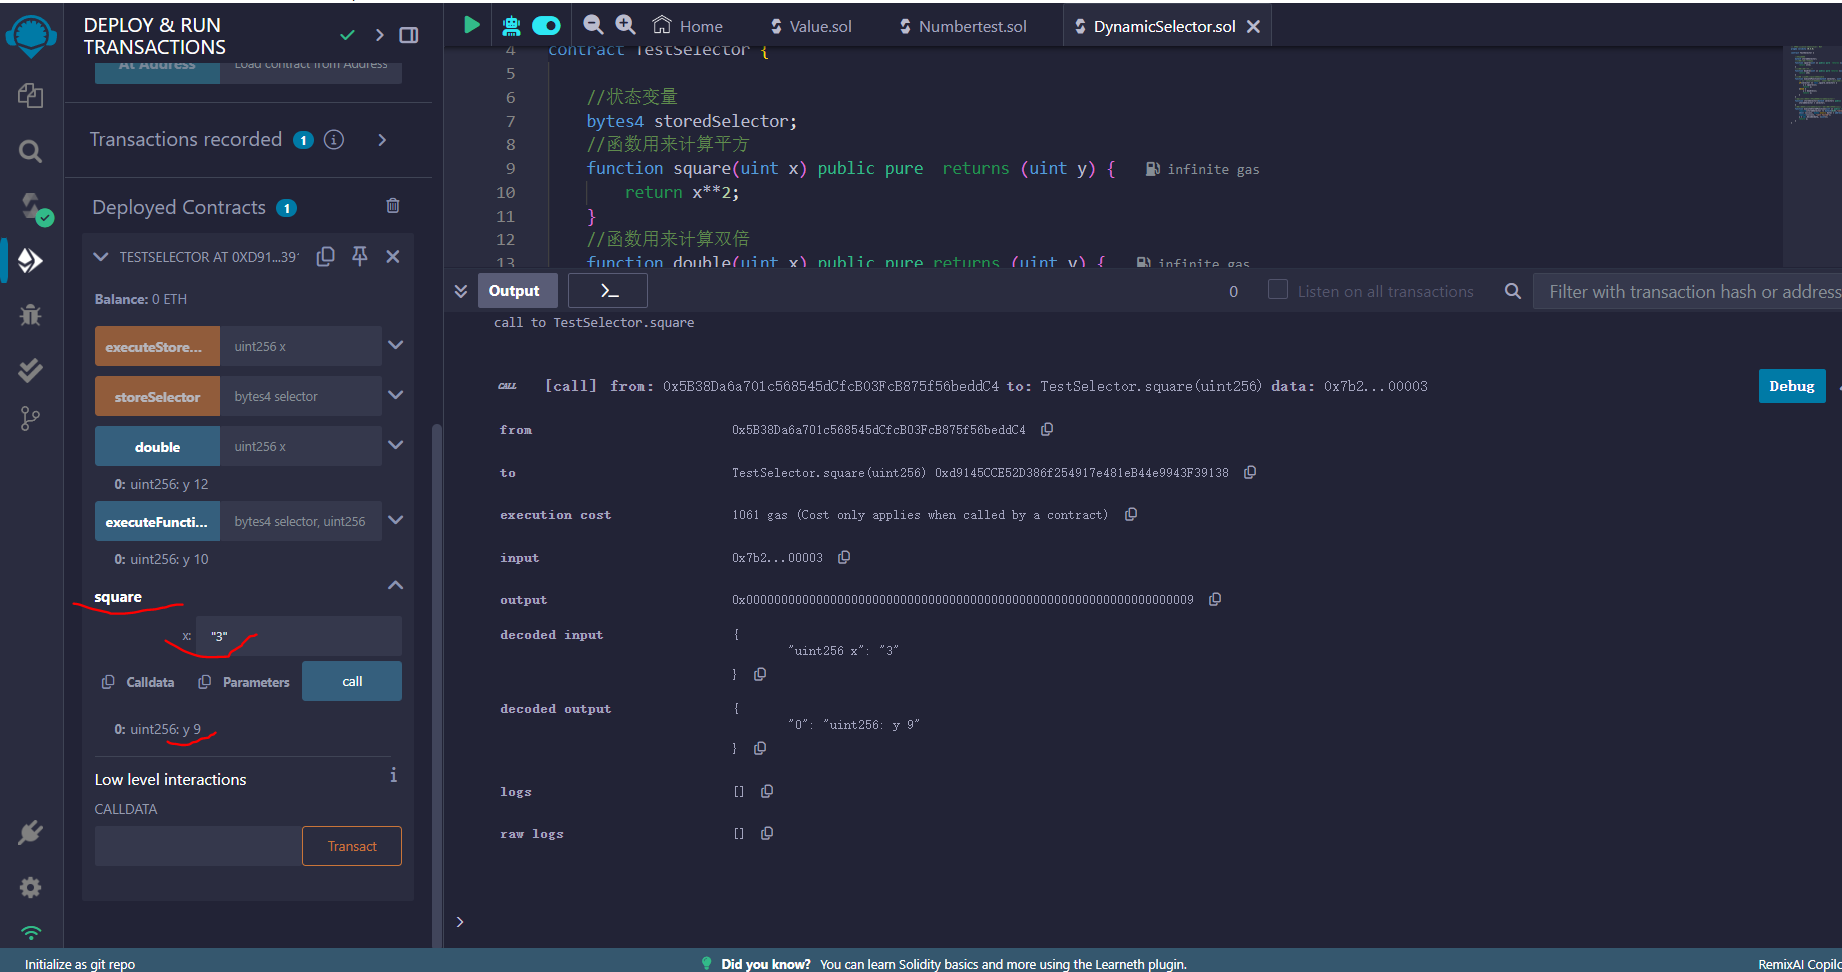 DEPLOY & RUN
TRANSACTIONS
At Address
Load contract from Address
Transactions recorded 1
Deployed Contracts 1
TESTSELECTOR AT 0XD91...39
Balance: 0 ETH
executeStore... uint256 x
storeSelector bytes4 selector
double uint256 x
0: uint256: y 12
executeFuncti... bytes4 selector, uint256
0: uint256: y 10
square
x: "3"
Calldata Parameters call
0: uint256: y 9
Low level interactions i
CALLDATA
Transact
Home Value.sol Numbertest.sol DynamicSelector.sol
4 contract TestSelector {
5
6 //状态变量
7 bytes4 storedSelector;
8 //函数用来计算平方
9 function square(uint x) public pure returns (uint y) { infinite gas
10 return x**2;
11 }
12 //函数用来计算双倍
13 function double(uint x) public pure returns (uint y) { infinite gas
Output >_ 0 Listen on all transactions Filter with transaction hash or address
call to TestSelector.square
CALL [call] from: 0x5B38Da6a701c568545dCfcB03FcB875f56beddC4 to: TestSelector.square(uint256) data: 0x7b2...00003 Debug
from 0x5B38Da6a701c568545dCfcB03FcB875f56beddC4
to TestSelector.square(uint256) 0xd9145CCE52D386f254917e481eB44e9943F39138
execution cost 1061 gas (Cost only applies when called by a contract)
input 0x7b2...00003
output 0x0000000000000000000000000000000000000000000000000000000000000009
decoded input {
"uint256 x": "3"
}
decoded output {
"0": "uint256: y 9"
}
logs []
raw logs []
>
Initialize as git repo
Did you know? You can learn Solidity basics and more using the Learneth plugin.
RemixAI Copilo